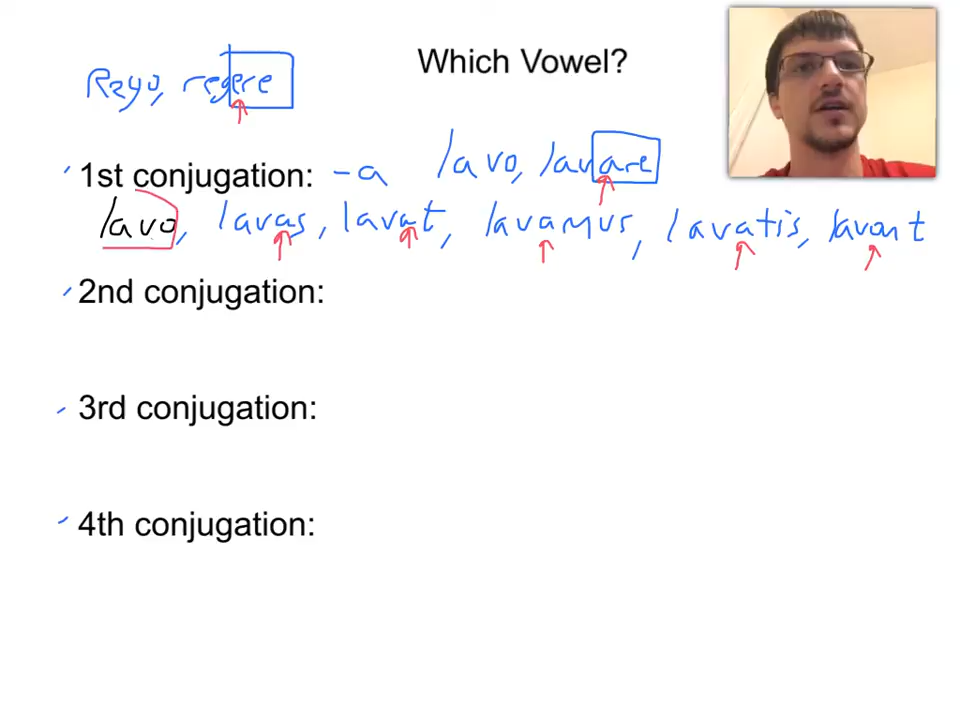 Which Vowel?
Rego, regere
1st conjugation: -a lavo, lavare
lavo, lavas, lavat, lavamus, lavatis, lavant
2nd conjugation:
3rd conjugation:
4th conjugation: